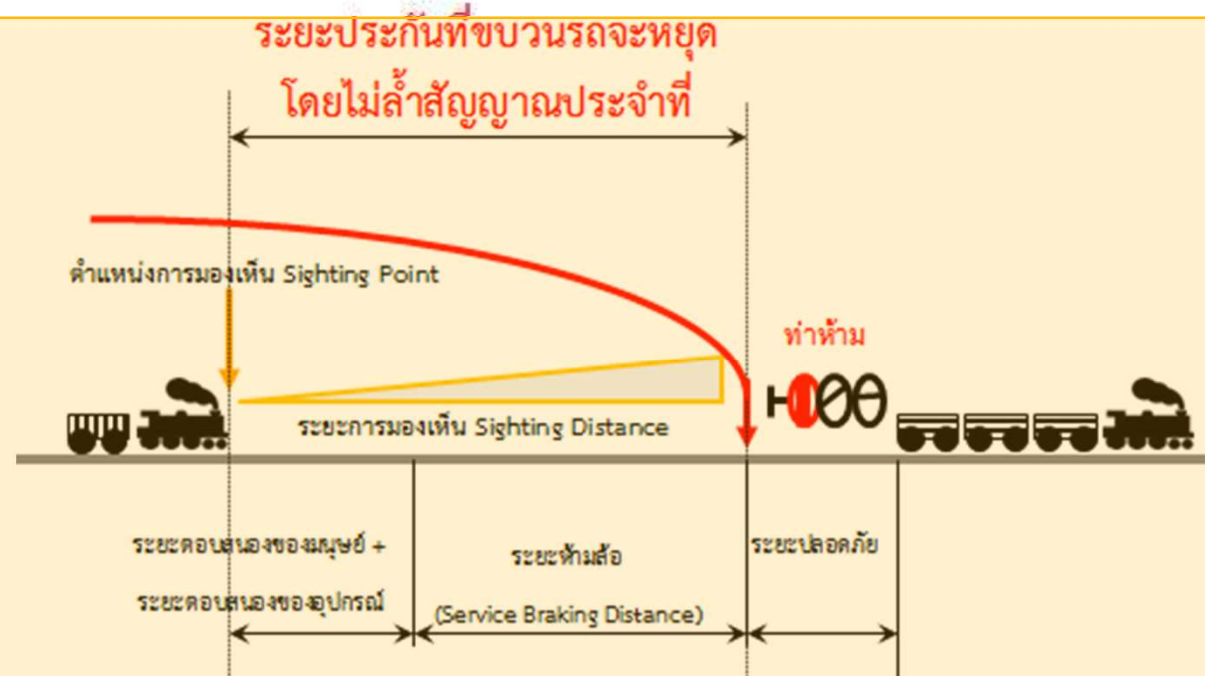 ระยะประกันที่ขบวนรถจะหยุด
โดยไม่ล้ำสัญญาณประจำที่
ตำแหน่งการมองเห็น Sighting Point
ท่าห้าม
ระยะการมองเห็น Sighting Distance
ระยะตอบสนองของมนุษย์ +
ระยะตอบสนองของอุปกรณ์
ระยะห้ามล้อ
(Service Braking Distance)
ระยะปลอดภัย